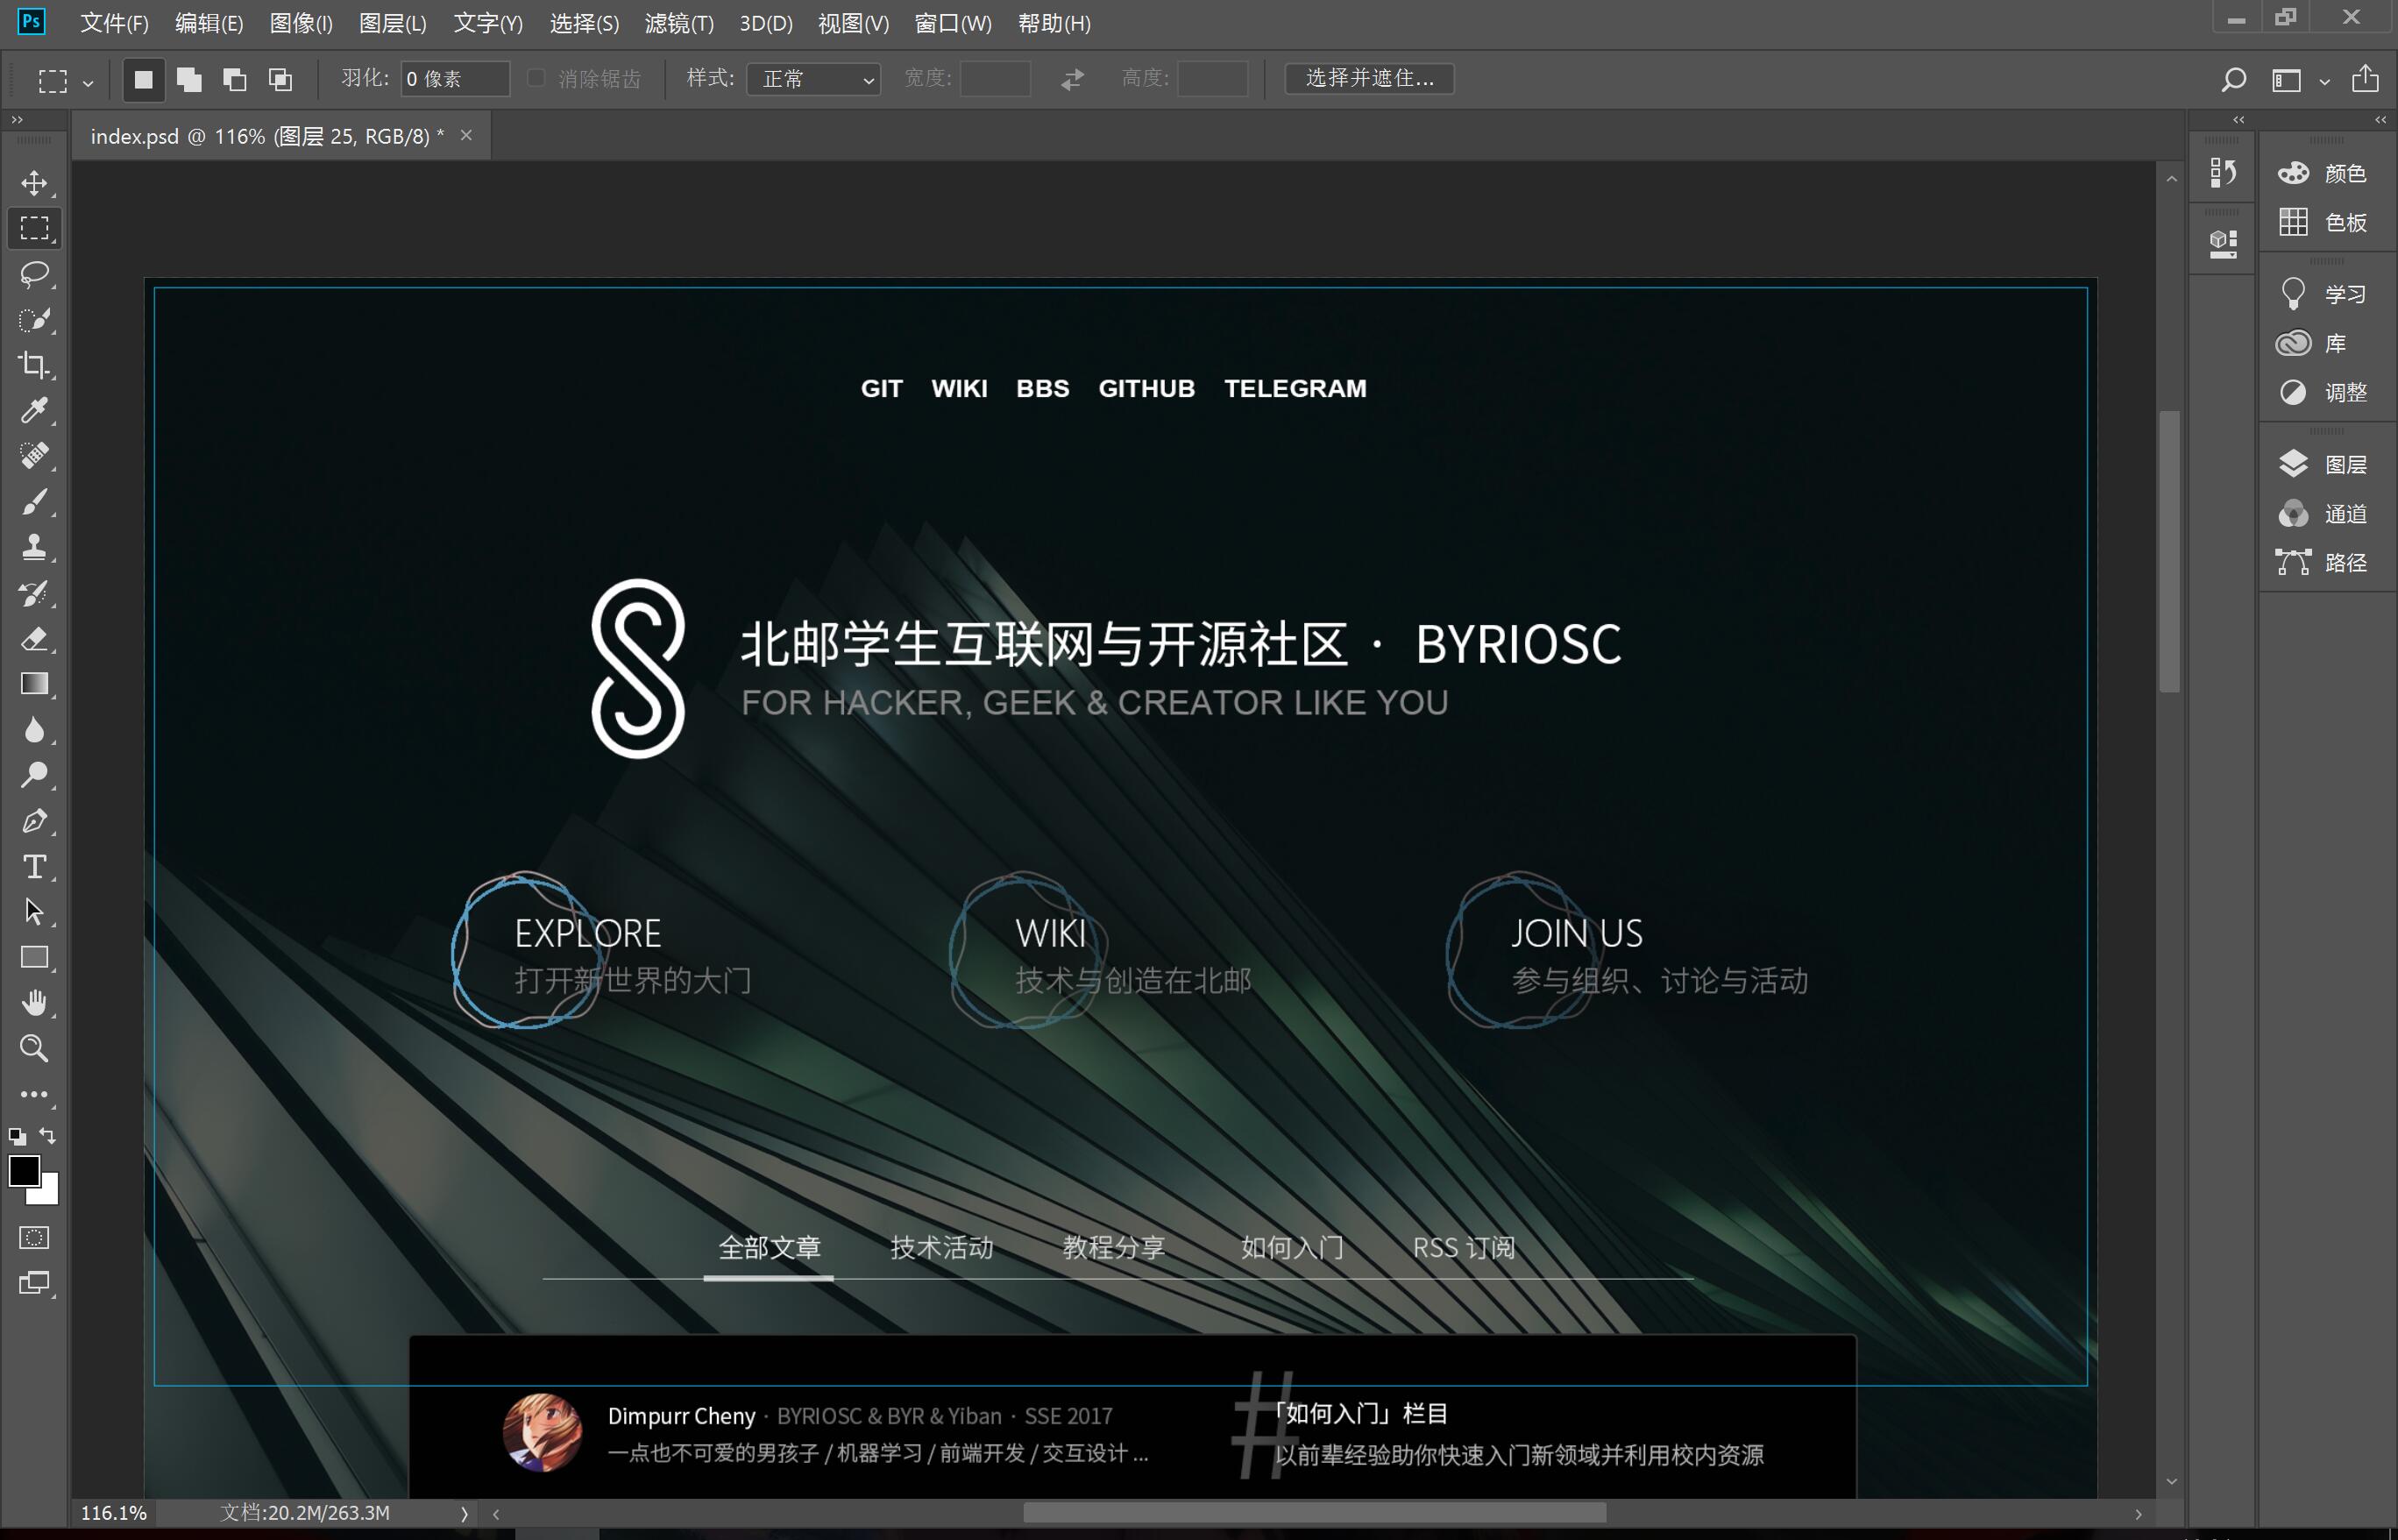 Ps 文件(F) 编辑(E) 图像(I) 图层(L) 文字(Y) 选择(S) 滤镜(T) 3D(D) 视图(V) 窗口(W) 帮助(H)
羽化: 0 像素 消除锯齿 样式: 正常 宽度: 高度: 选择并遮住...
index.psd @ 116% (图层 25, RGB/8) *
颜色
色板
学习
库
调整
图层
通道
路径
GIT WIKI BBS GITHUB TELEGRAM
北邮学生互联网与开源社区 · BYRIOSC
FOR HACKER, GEEK & CREATOR LIKE YOU
EXPLORE
打开新世界的大门
WIKI
技术与创造在北邮
JOIN US
参与组织、讨论与活动
全部文章 技术活动 教程分享 如何入门 RSS 订阅
Dimpurr Cheny · BYRIOSC & BYR & Yiban · SSE 2017
一点也不可爱的男孩子 / 机器学习 / 前端开发 / 交互设计 ...
#
「如何入门」栏目
以前辈经验助你快速入门新领域并利用校内资源
116.1% 文档:20.2M/263.3M